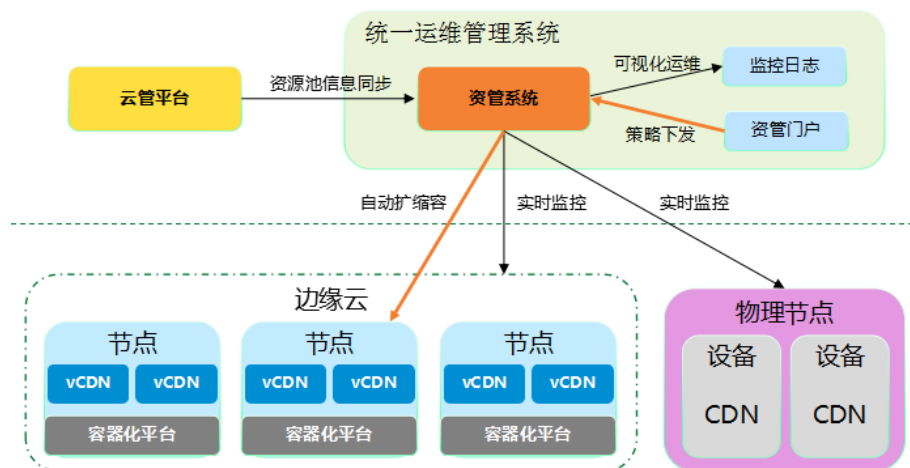 统一运维管理系统
云管平台
资源池信息同步
资管系统
可视化运维
监控日志
策略下发
资管门户
自动扩缩容
实时监控
实时监控
边缘云
节点
vCDN
vCDN
容器化平台
节点
vCDN
vCDN
容器化平台
节点
vCDN
vCDN
容器化平台
物理节点
设备
CDN
设备
CDN